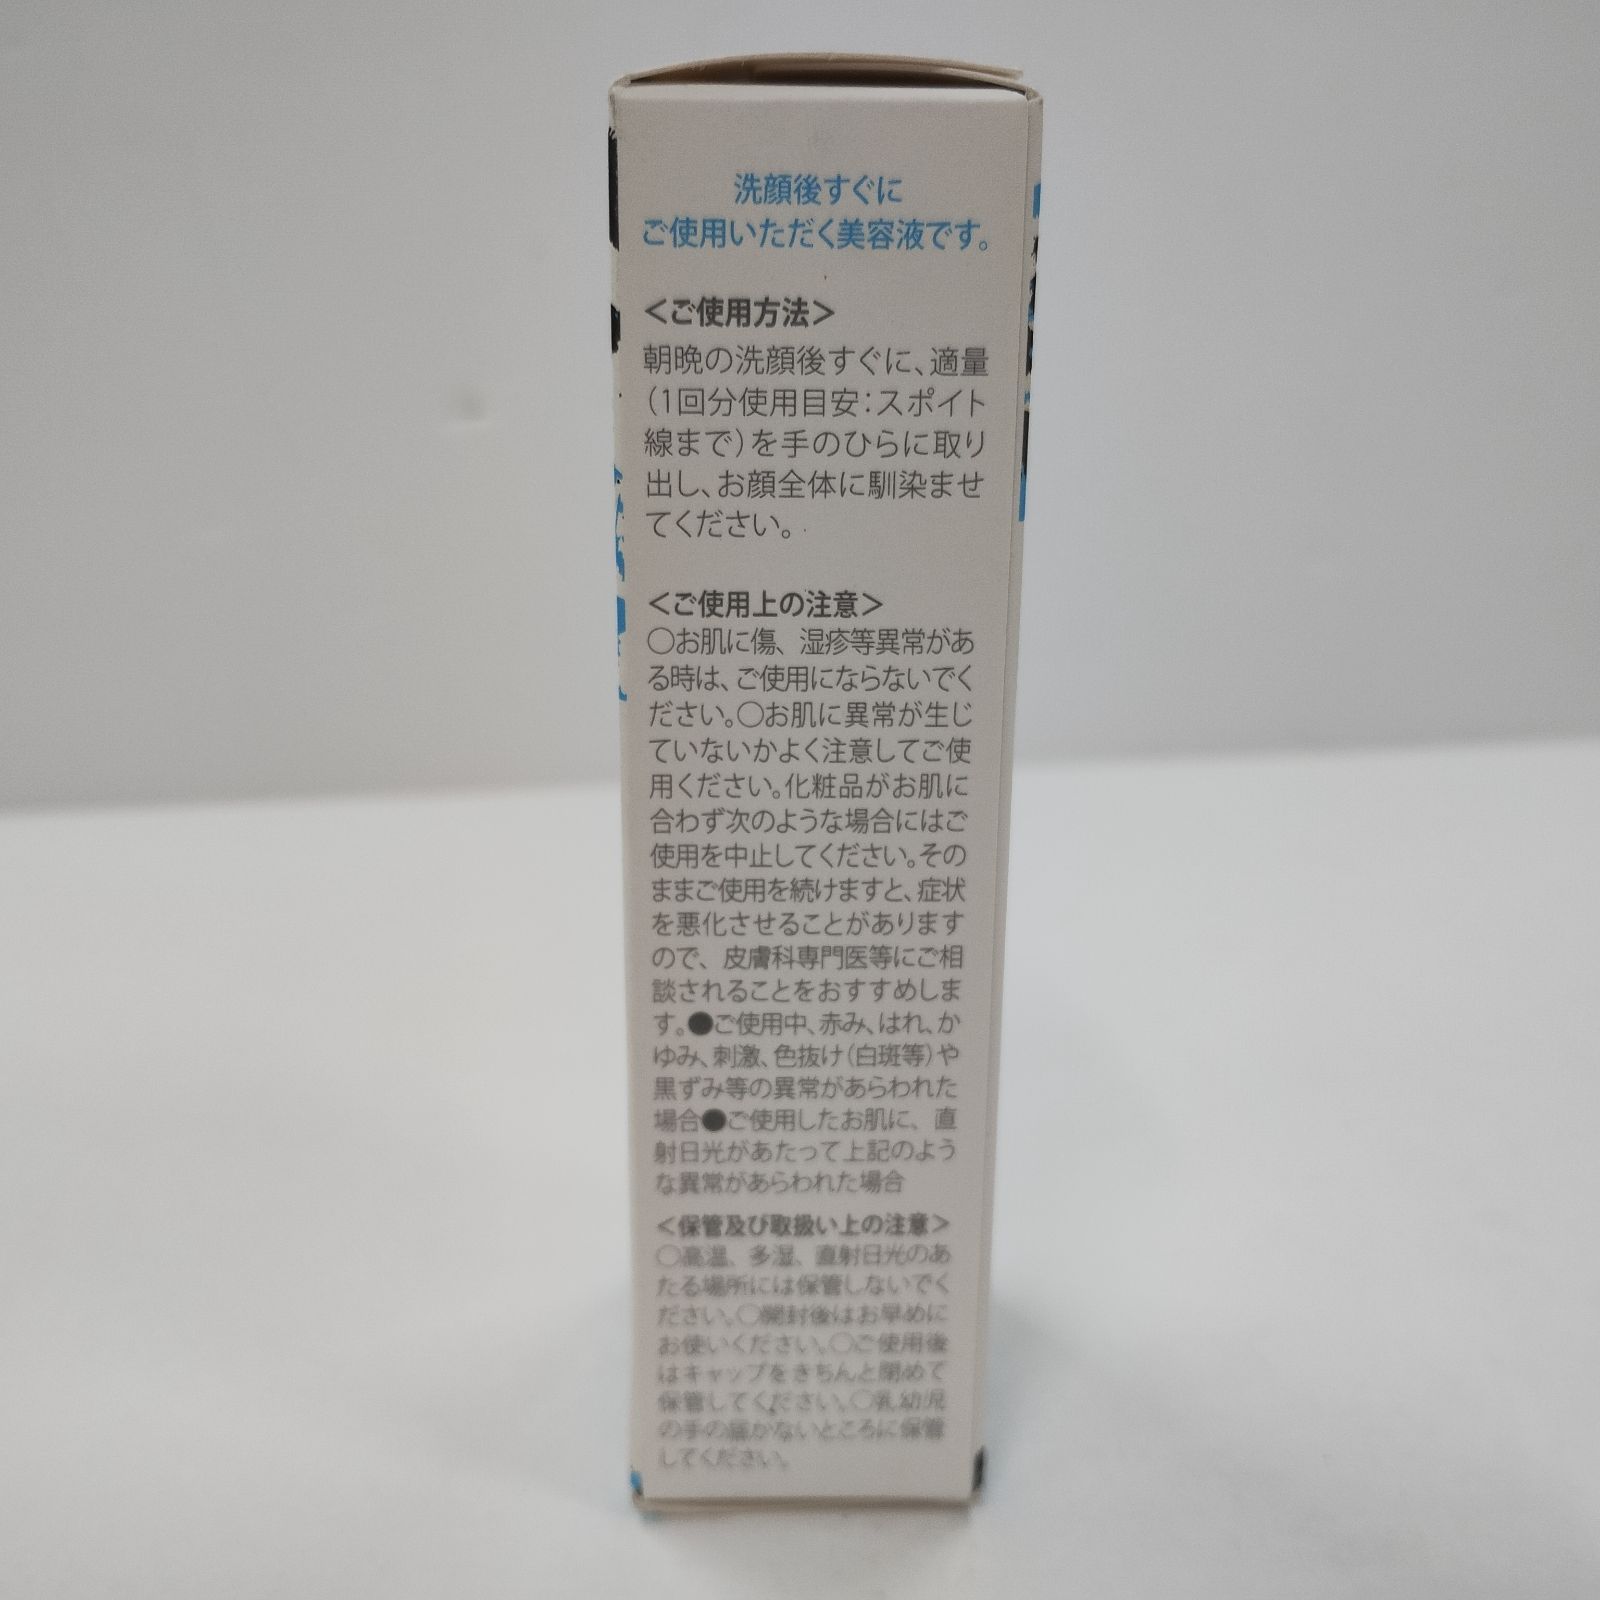 洗顔後すぐに
ご使用いただく美容液です。
＜ご使用方法＞
朝晩の洗顔後すぐに、適量
（1回分使用目安：スポイト
線まで）を手のひらに取り
出し、お顔全体に馴染ませ
てください。
＜ご使用上の注意＞
○お肌に傷、湿疹等異常があ
る時は、ご使用にならないでく
ださい。○お肌に異常が生じ
ていないかよく注意してご使
用ください。化粧品がお肌に
合わず次のような場合にはご
使用を中止してください。その
ままご使用を続けますと、症状
を悪化させることがあります
ので、皮膚科専門医等にご相
談されることをおすすめしま
す。●ご使用中、赤み、はれ、か
ゆみ、刺激、色抜け（白斑等）や
黒ずみ等の異常があらわれた
場合●ご使用したお肌に、直
射日光があたって上記のよう
な異常があらわれた場合
＜保管及び取扱い上の注意＞
○高温、多湿、直射日光のあ
たる場所には保管しないでく
ださい。○開封後はお早めに
お使いください。○ご使用後
はキャップをきちんと閉めて
保管してください。○乳幼児
の手の届かないところに保管
してください。